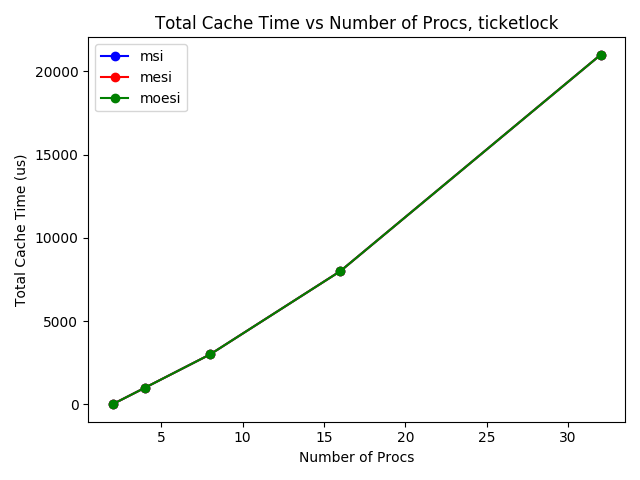 Total Cache Time vs Number of Procs, ticketlock
msi
mesi
moesi
20000
15000
10000
5000
0
Total Cache Time (us)
5
10
15
20
25
30
Number of Procs